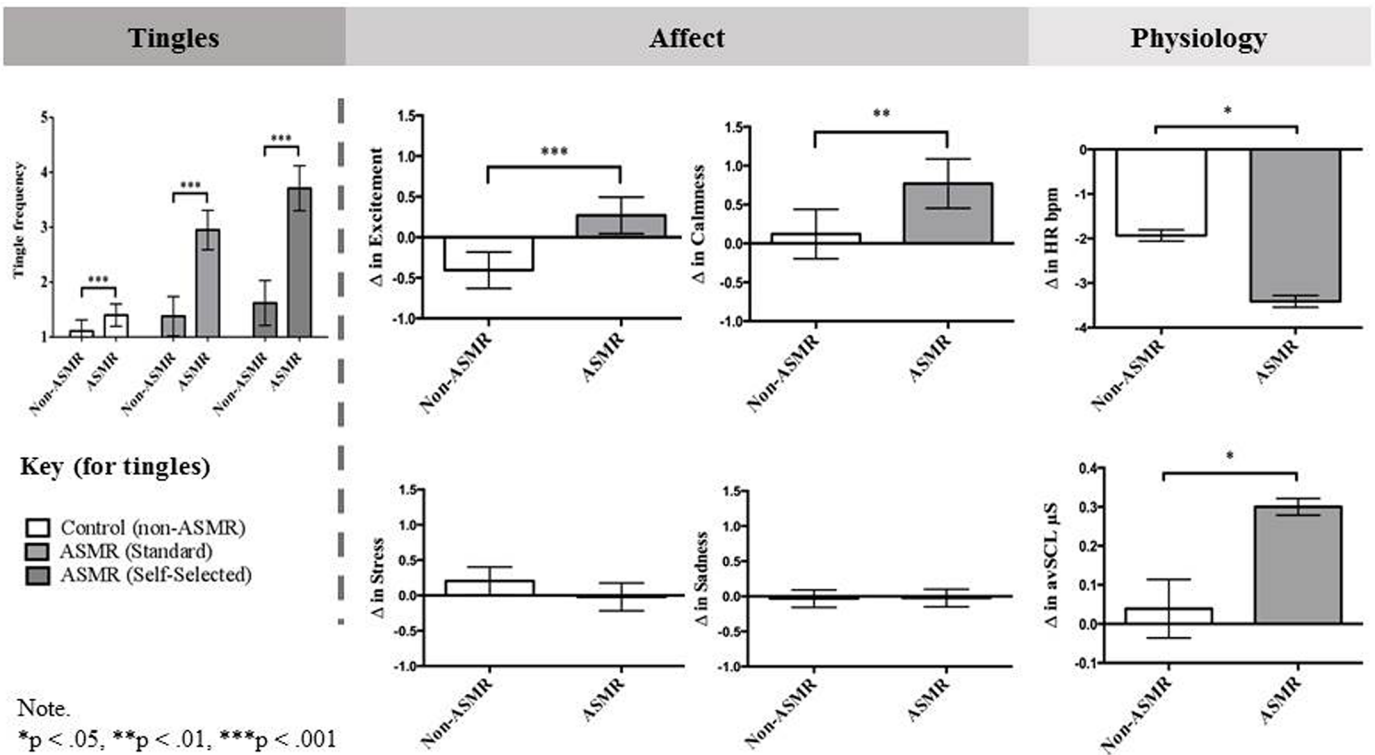 Tingles
Affect
Physiology
Tingle frequency
5
4
3
2
1
***
***
***
Non-ASMR
ASMR
Non-ASMR
ASMR
Non-ASMR
ASMR
Key (for tingles)
Control (non-ASMR)
ASMR (Standard)
ASMR (Self-Selected)
Note.
*p < .05, **p < .01, ***p < .001
Δ in Excitement
1.5
1.0
0.5
0.0
-0.5
-1.0
***
Non-ASMR
ASMR
Δ in Calmness
1.5
1.0
0.5
0.0
-0.5
-1.0
**
Non-ASMR
ASMR
Δ in HR bpm
0
-1
-2
-3
-4
*
Non-ASMR
ASMR
Δ in Stress
1.5
1.0
0.5
0.0
-0.5
-1.0
Non-ASMR
ASMR
Δ in Sadness
1.5
1.0
0.5
0.0
-0.5
-1.0
Non-ASMR
ASMR
Δ in avSCL µS
0.4
0.3
0.2
0.1
0.0
-0.1
*
Non-ASMR
ASMR